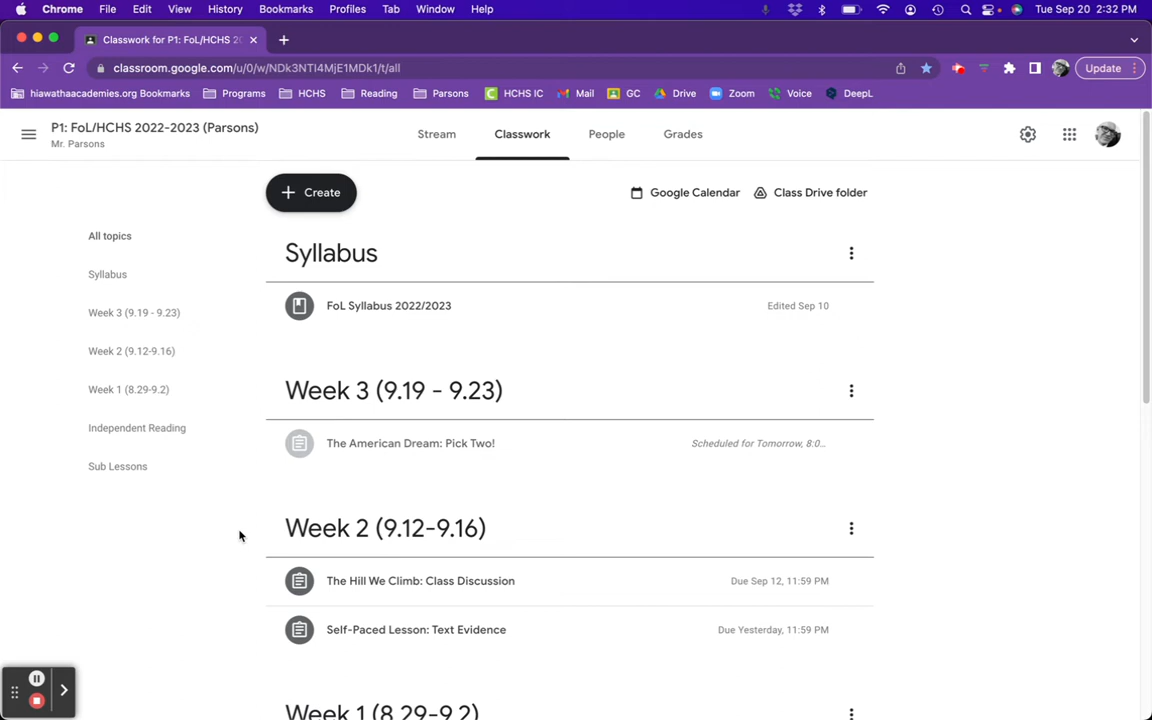 Chrome File Edit View History Bookmarks Profiles Tab Window Help Tue Sep 20 2:32 PM
Classwork for P1: FoL/HCHS 20
classroom.google.com/u/0/w/NDk3NTI4MjE1MDk1/t/all Update
hiawathaacademies.org Bookmarks Programs HCHS Reading Parsons HCHS IC Mail GC Drive Zoom Voice DeepL
P1: FoL/HCHS 2022-2023 (Parsons)
Mr. Parsons
Stream Classwork People Grades
Create Google Calendar Class Drive folder
All topics
Syllabus
Week 3 (9.19 - 9.23)
Week 2 (9.12-9.16)
Week 1 (8.29-9.2)
Independent Reading
Sub Lessons
Syllabus
FoL Syllabus 2022/2023 Edited Sep 10
Week 3 (9.19 - 9.23)
The American Dream: Pick Two! Scheduled for Tomorrow, 8:0...
Week 2 (9.12-9.16)
The Hill We Climb: Class Discussion Due Sep 12, 11:59 PM
Self-Paced Lesson: Text Evidence Due Yesterday, 11:59 PM
Week 1 (8.29-9.2)